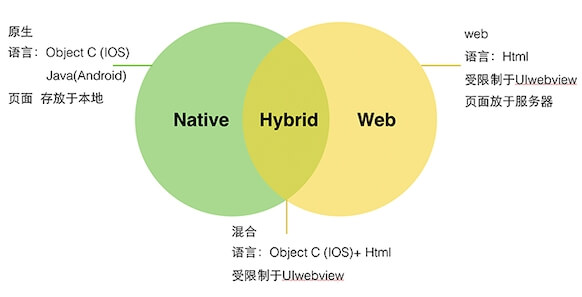 原生
语言：Object C (IOS)
Java(Android)
页面 存放于本地
web
语言：Html
受限制于UIwebview
页面放于服务器
Native
Hybrid
Web
混合
语言：Object C (IOS)+ Html
受限制于UIwebview